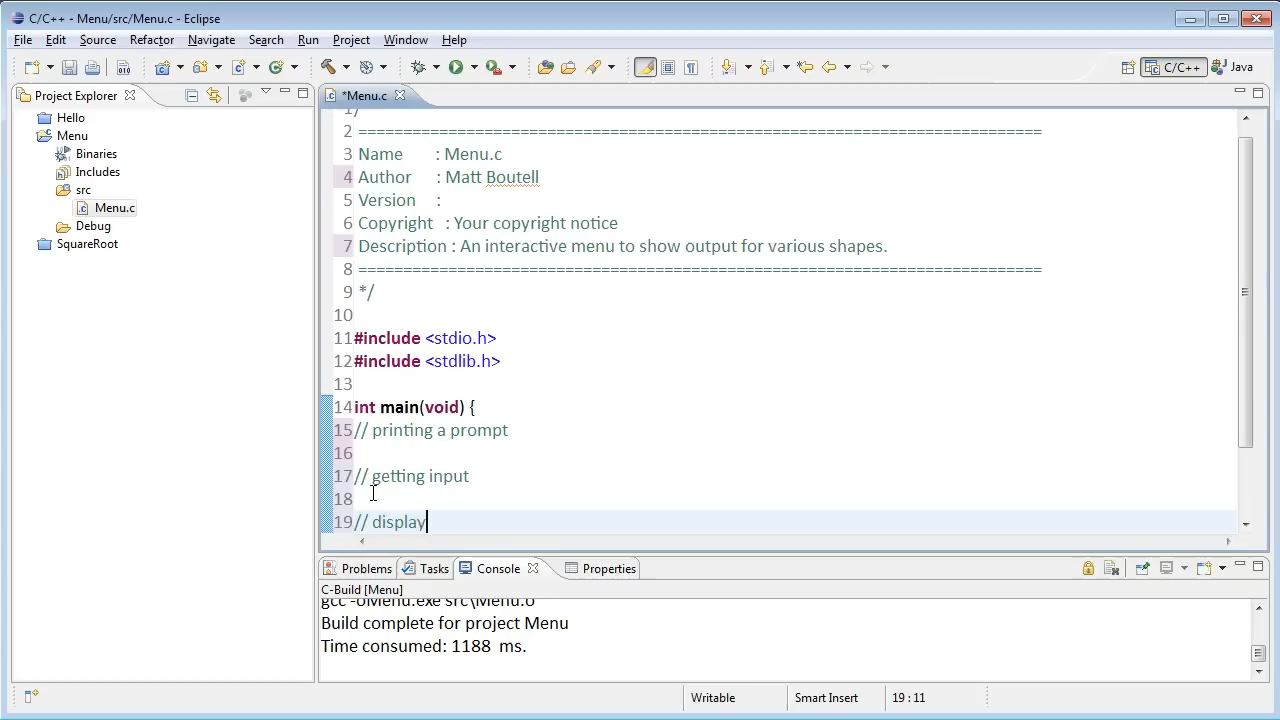 C/C++ - Menu/src/Menu.c - Eclipse
File Edit Source Refactor Navigate Search Run Project Window Help
C/C++ Java
Project Explorer
*Menu.c
Hello
Menu
Binaries
Includes
src
Menu.c
Debug
SquareRoot
1/
2 ============================================================================
3 Name : Menu.c
4 Author : Matt Boutell
5 Version :
6 Copyright : Your copyright notice
7 Description : An interactive menu to show output for various shapes.
8 ============================================================================
9 */
10
11 #include <stdio.h>
12 #include <stdlib.h>
13
14 int main(void) {
15 // printing a prompt
16
17 // getting input
18
19 // display
Problems Tasks Console Properties
C-Build [Menu]
gcc -oMenu.exe src\Menu.o
Build complete for project Menu
Time consumed: 1188 ms.
Writable Smart Insert 19 : 11